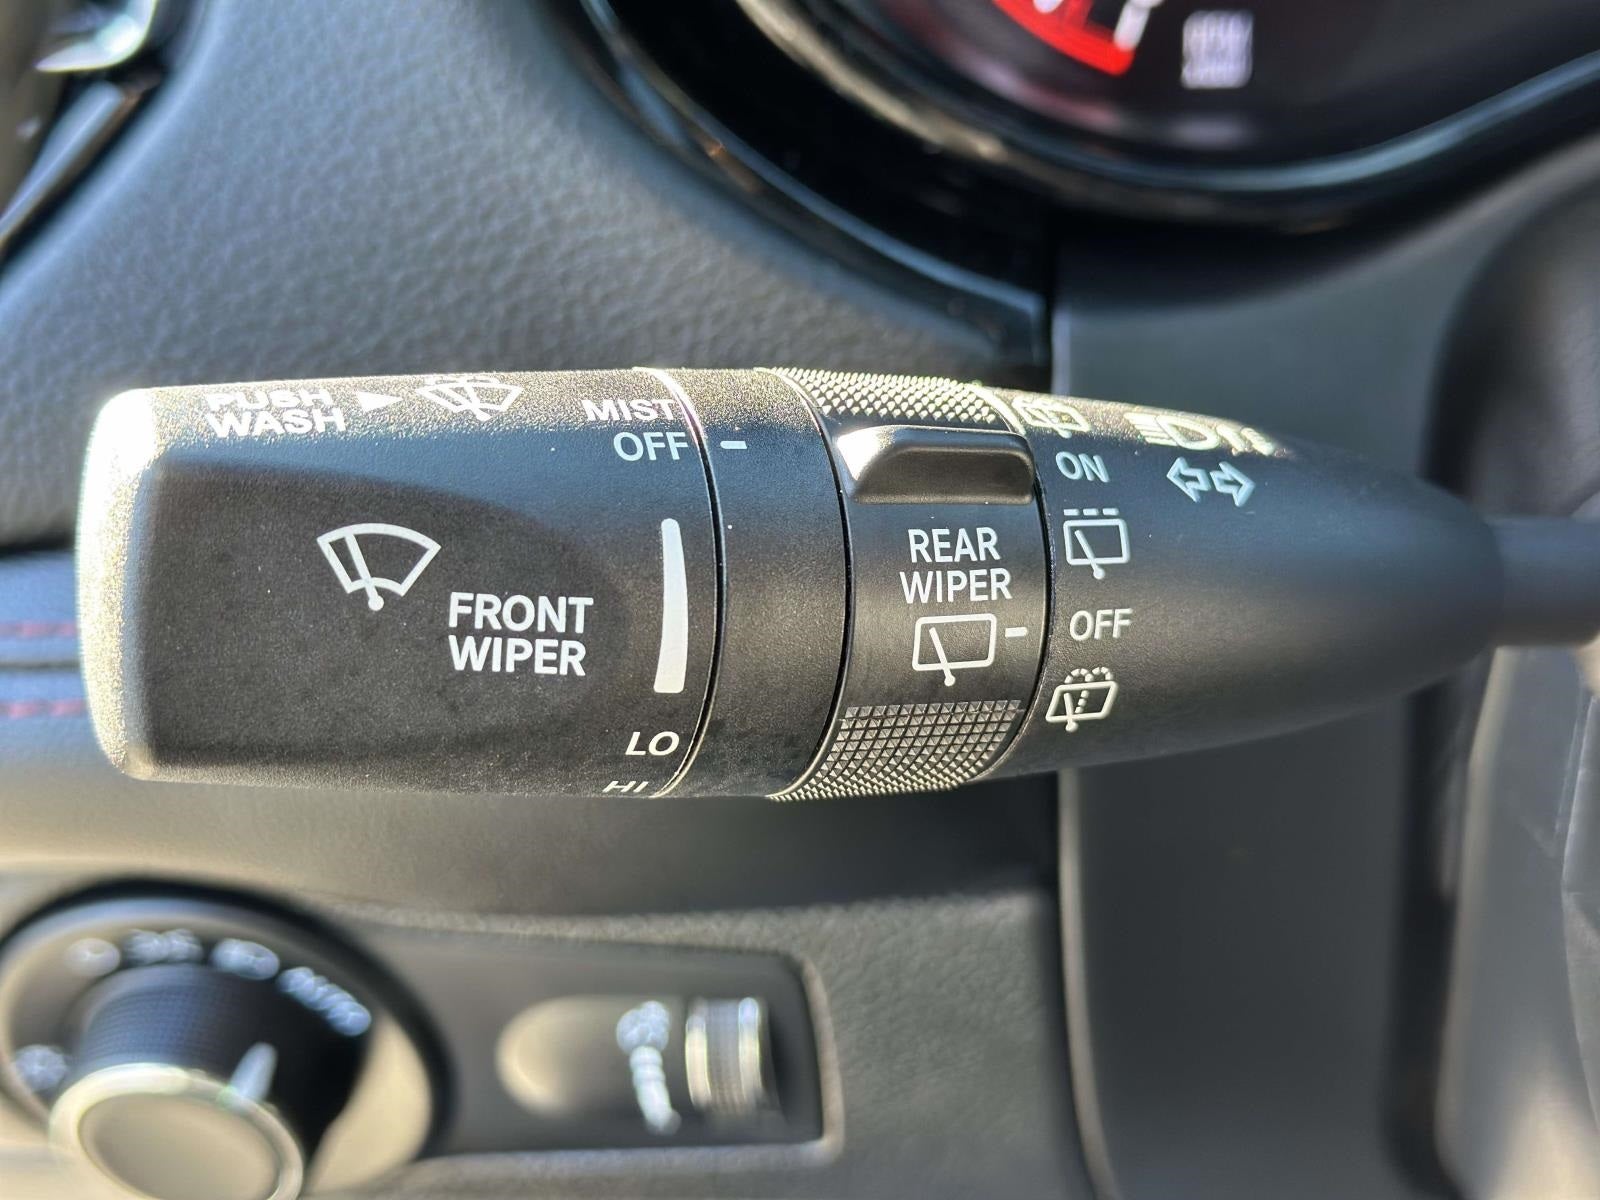 PUSH
WASH
MIST
OFF
FRONT
WIPER
LO
HI
REAR
WIPER
ON
OFF